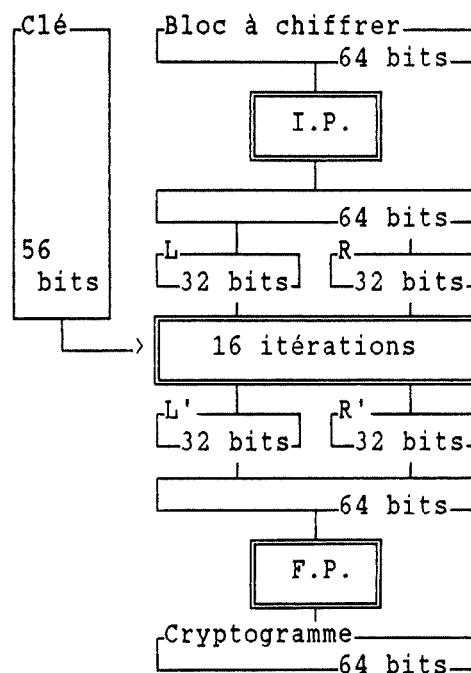 Clé
Bloc à chiffrer
64 bits
I.P.
64 bits
56
bits
L
R
32 bits
32 bits
16 itérations
L'
R'
32 bits
32 bits
64 bits
F.P.
Cryptogramme
64 bits